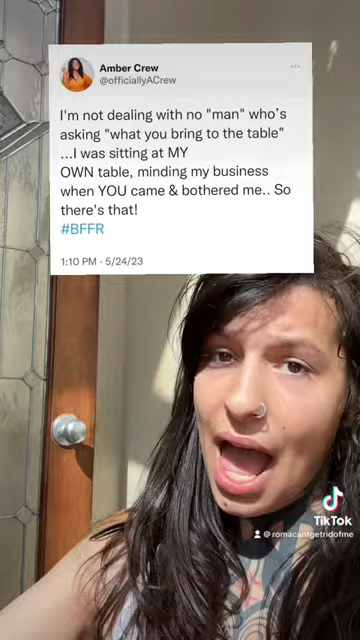 Amber Crew
@officiallyACrew
I'm not dealing with no "man" who's
asking "what you bring to the table"
...I was sitting at MY
OWN table, minding my business
when YOU came & bothered me.. So
there's that!
#BFFR
1:10 PM · 5/24/23
TikTok
@romacantgetridofme